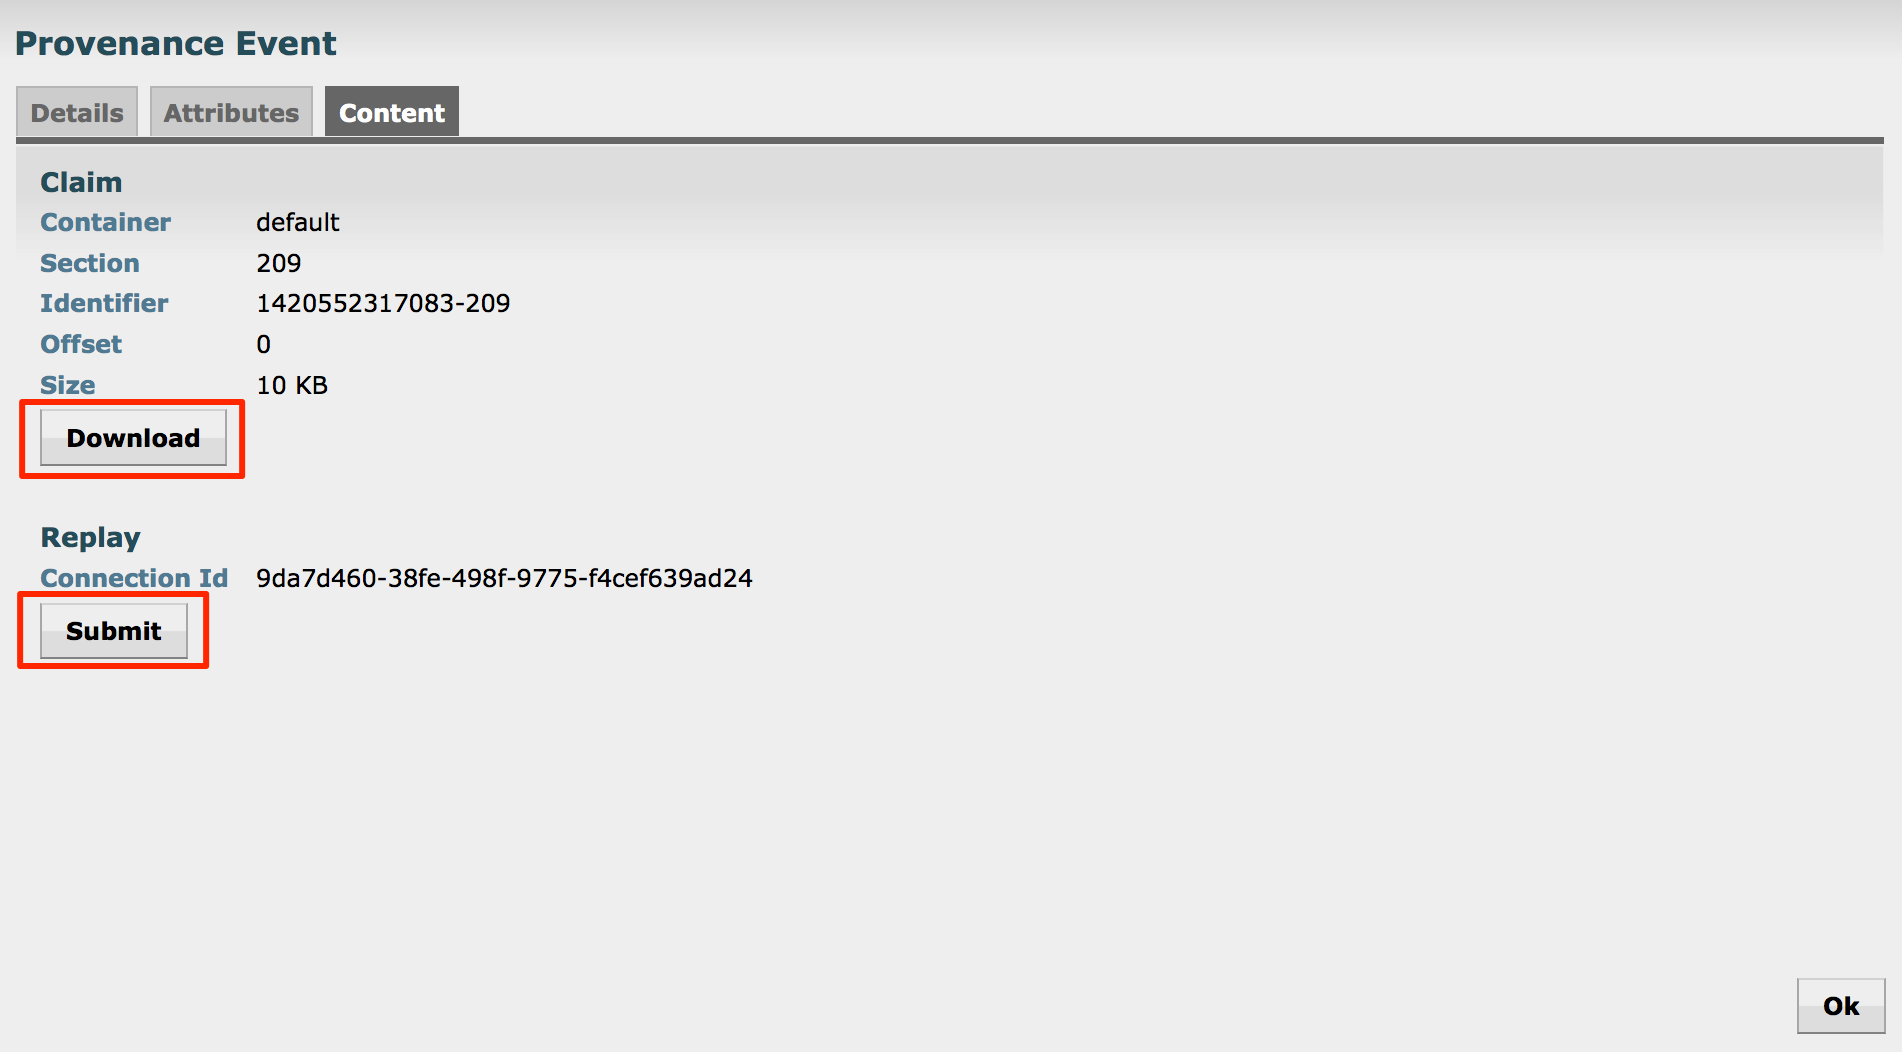 Provenance Event
Details Attributes Content
Claim
Container default
Section 209
Identifier 1420552317083-209
Offset 0
Size 10 KB
Download
Replay
Connection Id 9da7d460-38fe-498f-9775-f4cef639ad24
Submit
Ok